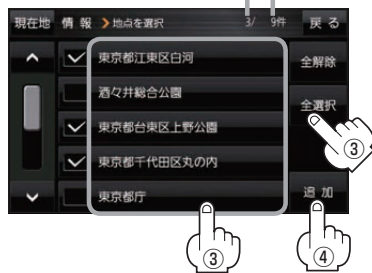 現在地 情報 地点を選択 3/ 9件 戻る
東京都江東区白河
全解除
酒々井総合公園
全選択
東京都台東区上野公園
③
東京都千代田区丸の内
東京都庁
追加
③
④